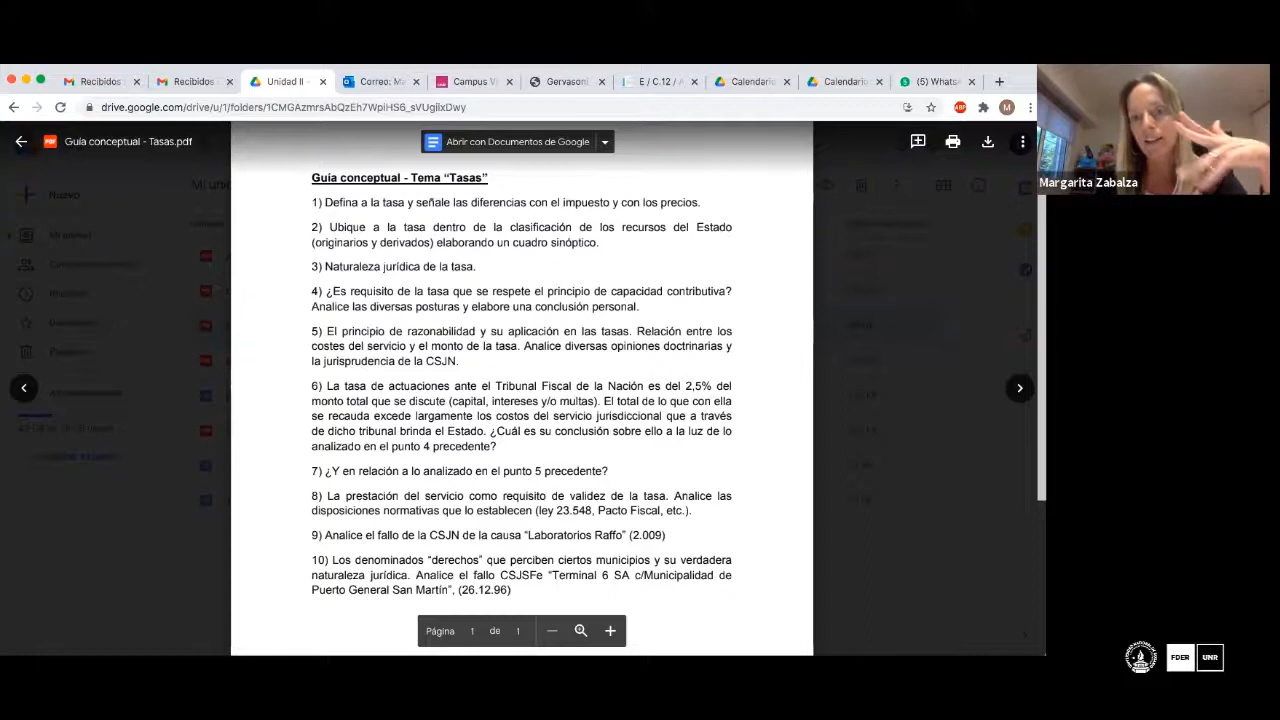 Recibidos
Recibidos
Unidad II -
Correo: Ma
Campus V
Gervasoni
E / C.12 / A
Calendario
Calendario
(5) WhatsA
drive.google.com/drive/u/1/folders/1CMGAzmrsAbQzEh7WpiHS6_sVUgiIxDwy
ABP
M
PDF
Guía conceptual - Tasas.pdf
Abrir con Documentos de Google
Nuevo
Mi unidad
Margarita Zabalza
Guía conceptual - Tema “Tasas”
1) Defina a la tasa y señale las diferencias con el impuesto y con los precios.
2) Ubique a la tasa dentro de la clasificación de los recursos del Estado
(originarios y derivados) elaborando un cuadro sinóptico.
3) Naturaleza jurídica de la tasa.
4) ¿Es requisito de la tasa que se respete el principio de capacidad contributiva?
Analice las diversas posturas y elabore una conclusión personal.
5) El principio de razonabilidad y su aplicación en las tasas. Relación entre los
costes del servicio y el monto de la tasa. Analice diversas opiniones doctrinarias y
la jurisprudencia de la CSJN.
6) La tasa de actuaciones ante el Tribunal Fiscal de la Nación es del 2,5% del
monto total que se discute (capital, intereses y/o multas). El total de lo que con ella
se recauda excede largamente los costos del servicio jurisdiccional que a través
de dicho tribunal brinda el Estado. ¿Cuál es su conclusión sobre ello a la luz de lo
analizado en el punto 4 precedente?
7) ¿Y en relación a lo analizado en el punto 5 precedente?
8) La prestación del servicio como requisito de validez de la tasa. Analice las
disposiciones normativas que lo establecen (ley 23.548, Pacto Fiscal, etc.).
9) Analice el fallo de la CSJN de la causa “Laboratorios Raffo” (2.009)
10) Los denominados “derechos” que perciben ciertos municipios y su verdadera
naturaleza jurídica. Analice el fallo CSJSFe “Terminal 6 SA c/Municipalidad de
Puerto General San Martín”, (26.12.96)
Página 1 de 1
FDER
UNR